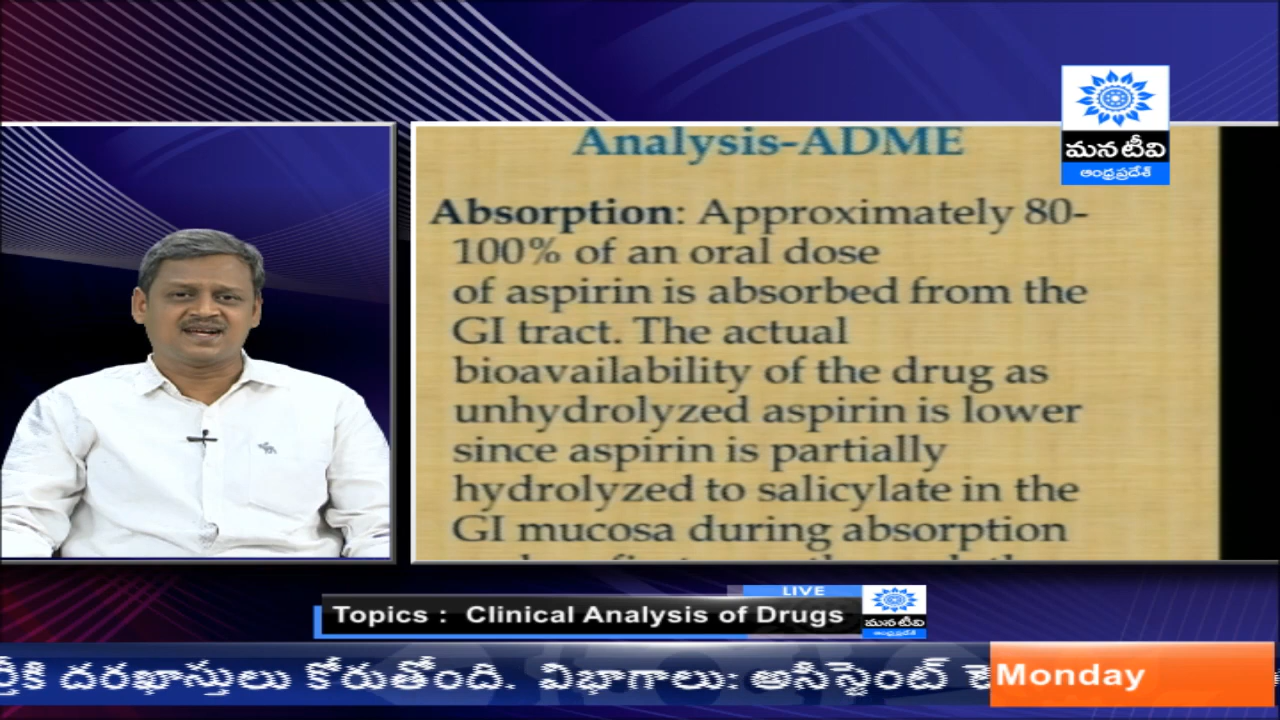 Analysis-ADME
Absorption: Approximately 80-
100% of an oral dose
of aspirin is absorbed from the
GI tract. The actual
bioavailability of the drug as
unhydrolyzed aspirin is lower
since aspirin is partially
hydrolyzed to salicylate in the
GI mucosa during absorption
మన టీవి
ఆంధ్రప్రదేశ్
LIVE
Topics : Clinical Analysis of Drugs
మన టీవి
ఆంధ్రప్రదేశ్
దరఖాస్తులు కోరుతోంది. విభాగాలు: అసిస్టెంట్
Monday